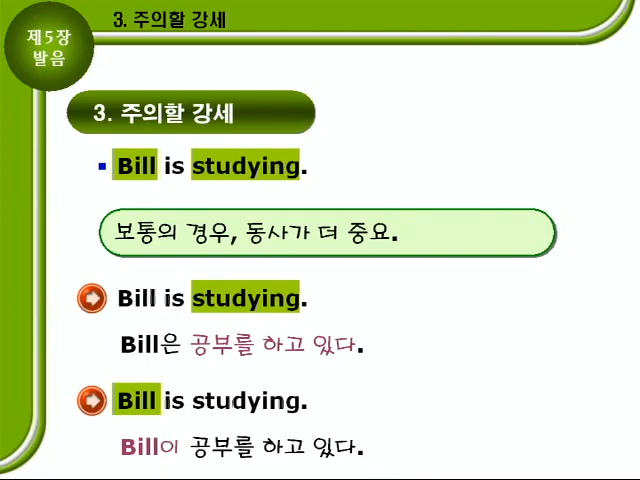 3. 주의할 강세
제5장
발음
3. 주의할 강세
Bill is studying.
보통의 경우, 동사가 더 중요.
Bill is studying.
Bill은 공부를 하고 있다.
Bill is studying.
Bill이 공부를 하고 있다.